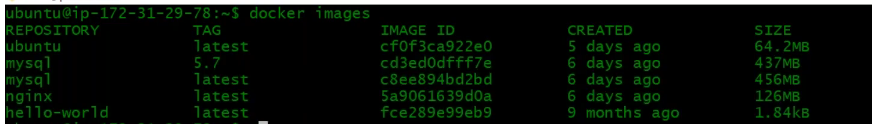 ubuntu@ip-172-31-29-78:~$ docker images
REPOSITORY TAG IMAGE ID CREATED SIZE
ubuntu latest cf0f3ca922e0 5 days ago 64.2MB
mysql 5.7 cd3ed0dfff7e 6 days ago 437MB
mysql latest c8ee894bd2bd 6 days ago 456MB
nginx latest 5a9061639d0a 6 days ago 126MB
hello-world latest fce289e99eb9 9 months ago 1.84kB